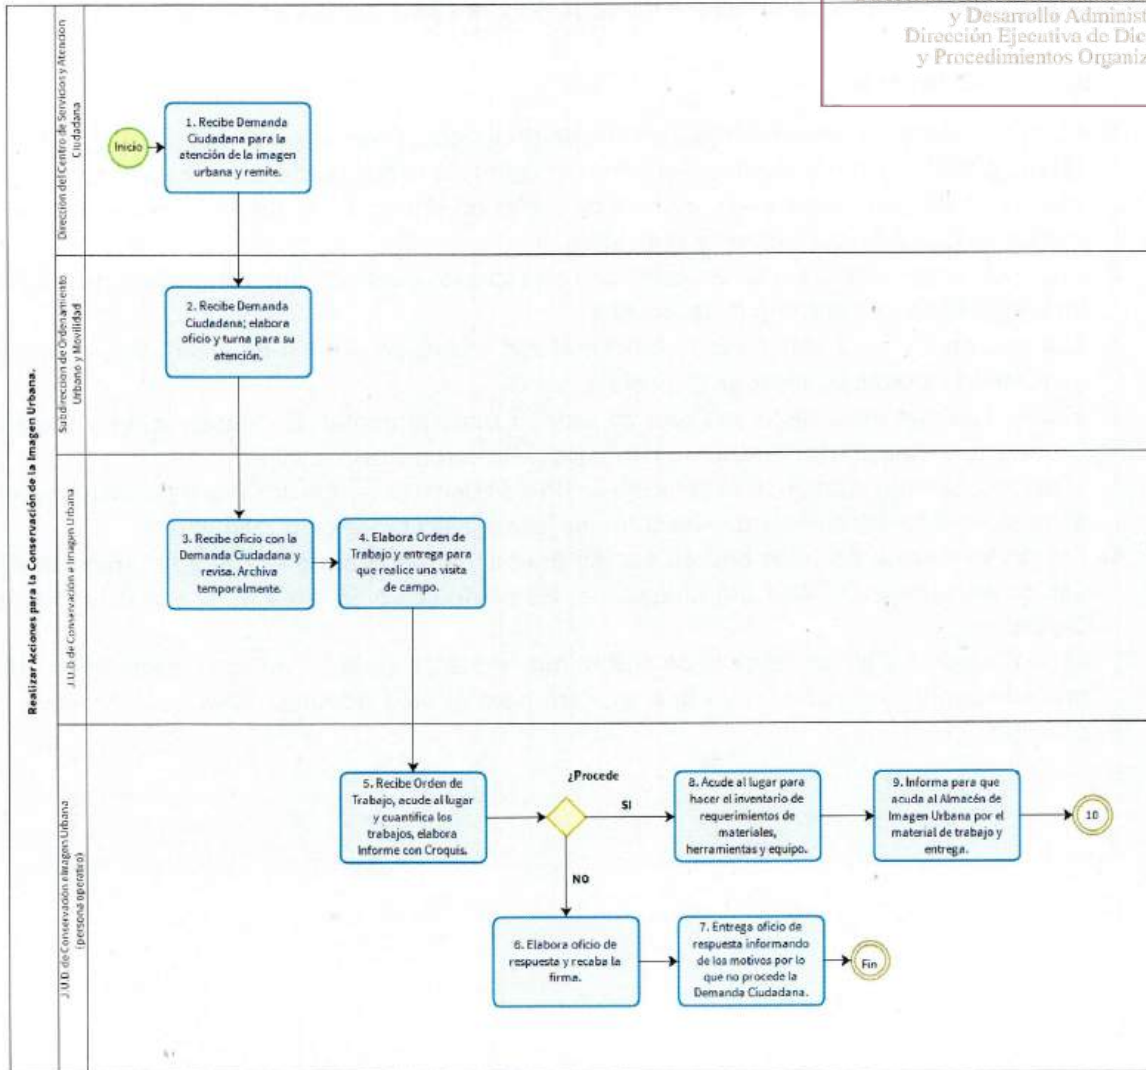 y Desarrollo Administ
Dirección Ejecutiva de Dic
y Procedimientos Organiz
Realizar Acciones para la Conservación de la Imagen Urbana.
Dirección del Centro de Servicios y Atención
Ciudadana
Inicio
1. Recibe Demanda
Ciudadana para la
atención de la imagen
urbana y remite.
Subdirección de Ordenamiento
Urbano y Movilidad
2. Recibe Demanda
Ciudadana; elabora
oficio y turna para su
atención.
J.U.D. de Conservación e Imagen Urbana
3. Recibe oficio con la
Demanda Ciudadana y
revisa. Archiva
temporalmente.
4. Elabora Orden de
Trabajo y entrega para
que realice una visita
de campo.
J.U.D. de Conservación e Imagen Urbana
(persona operativo)
5. Recibe Orden de
Trabajo, acude al lugar
y cuantifica los
trabajos, elabora
Informe con Croquis.
¿Procede
SI
NO
8. Acude al lugar para
hacer el inventario de
requerimientos de
materiales,
herramientas y equipo.
9. Informa para que
acuda al Almacén de
Imagen Urbana por el
material de trabajo y
entrega.
10
6. Elabora oficio de
respuesta y recaba la
firma.
7. Entrega oficio de
respuesta informando
de los motivos por lo
que no procede la
Demanda Ciudadana.
Fin